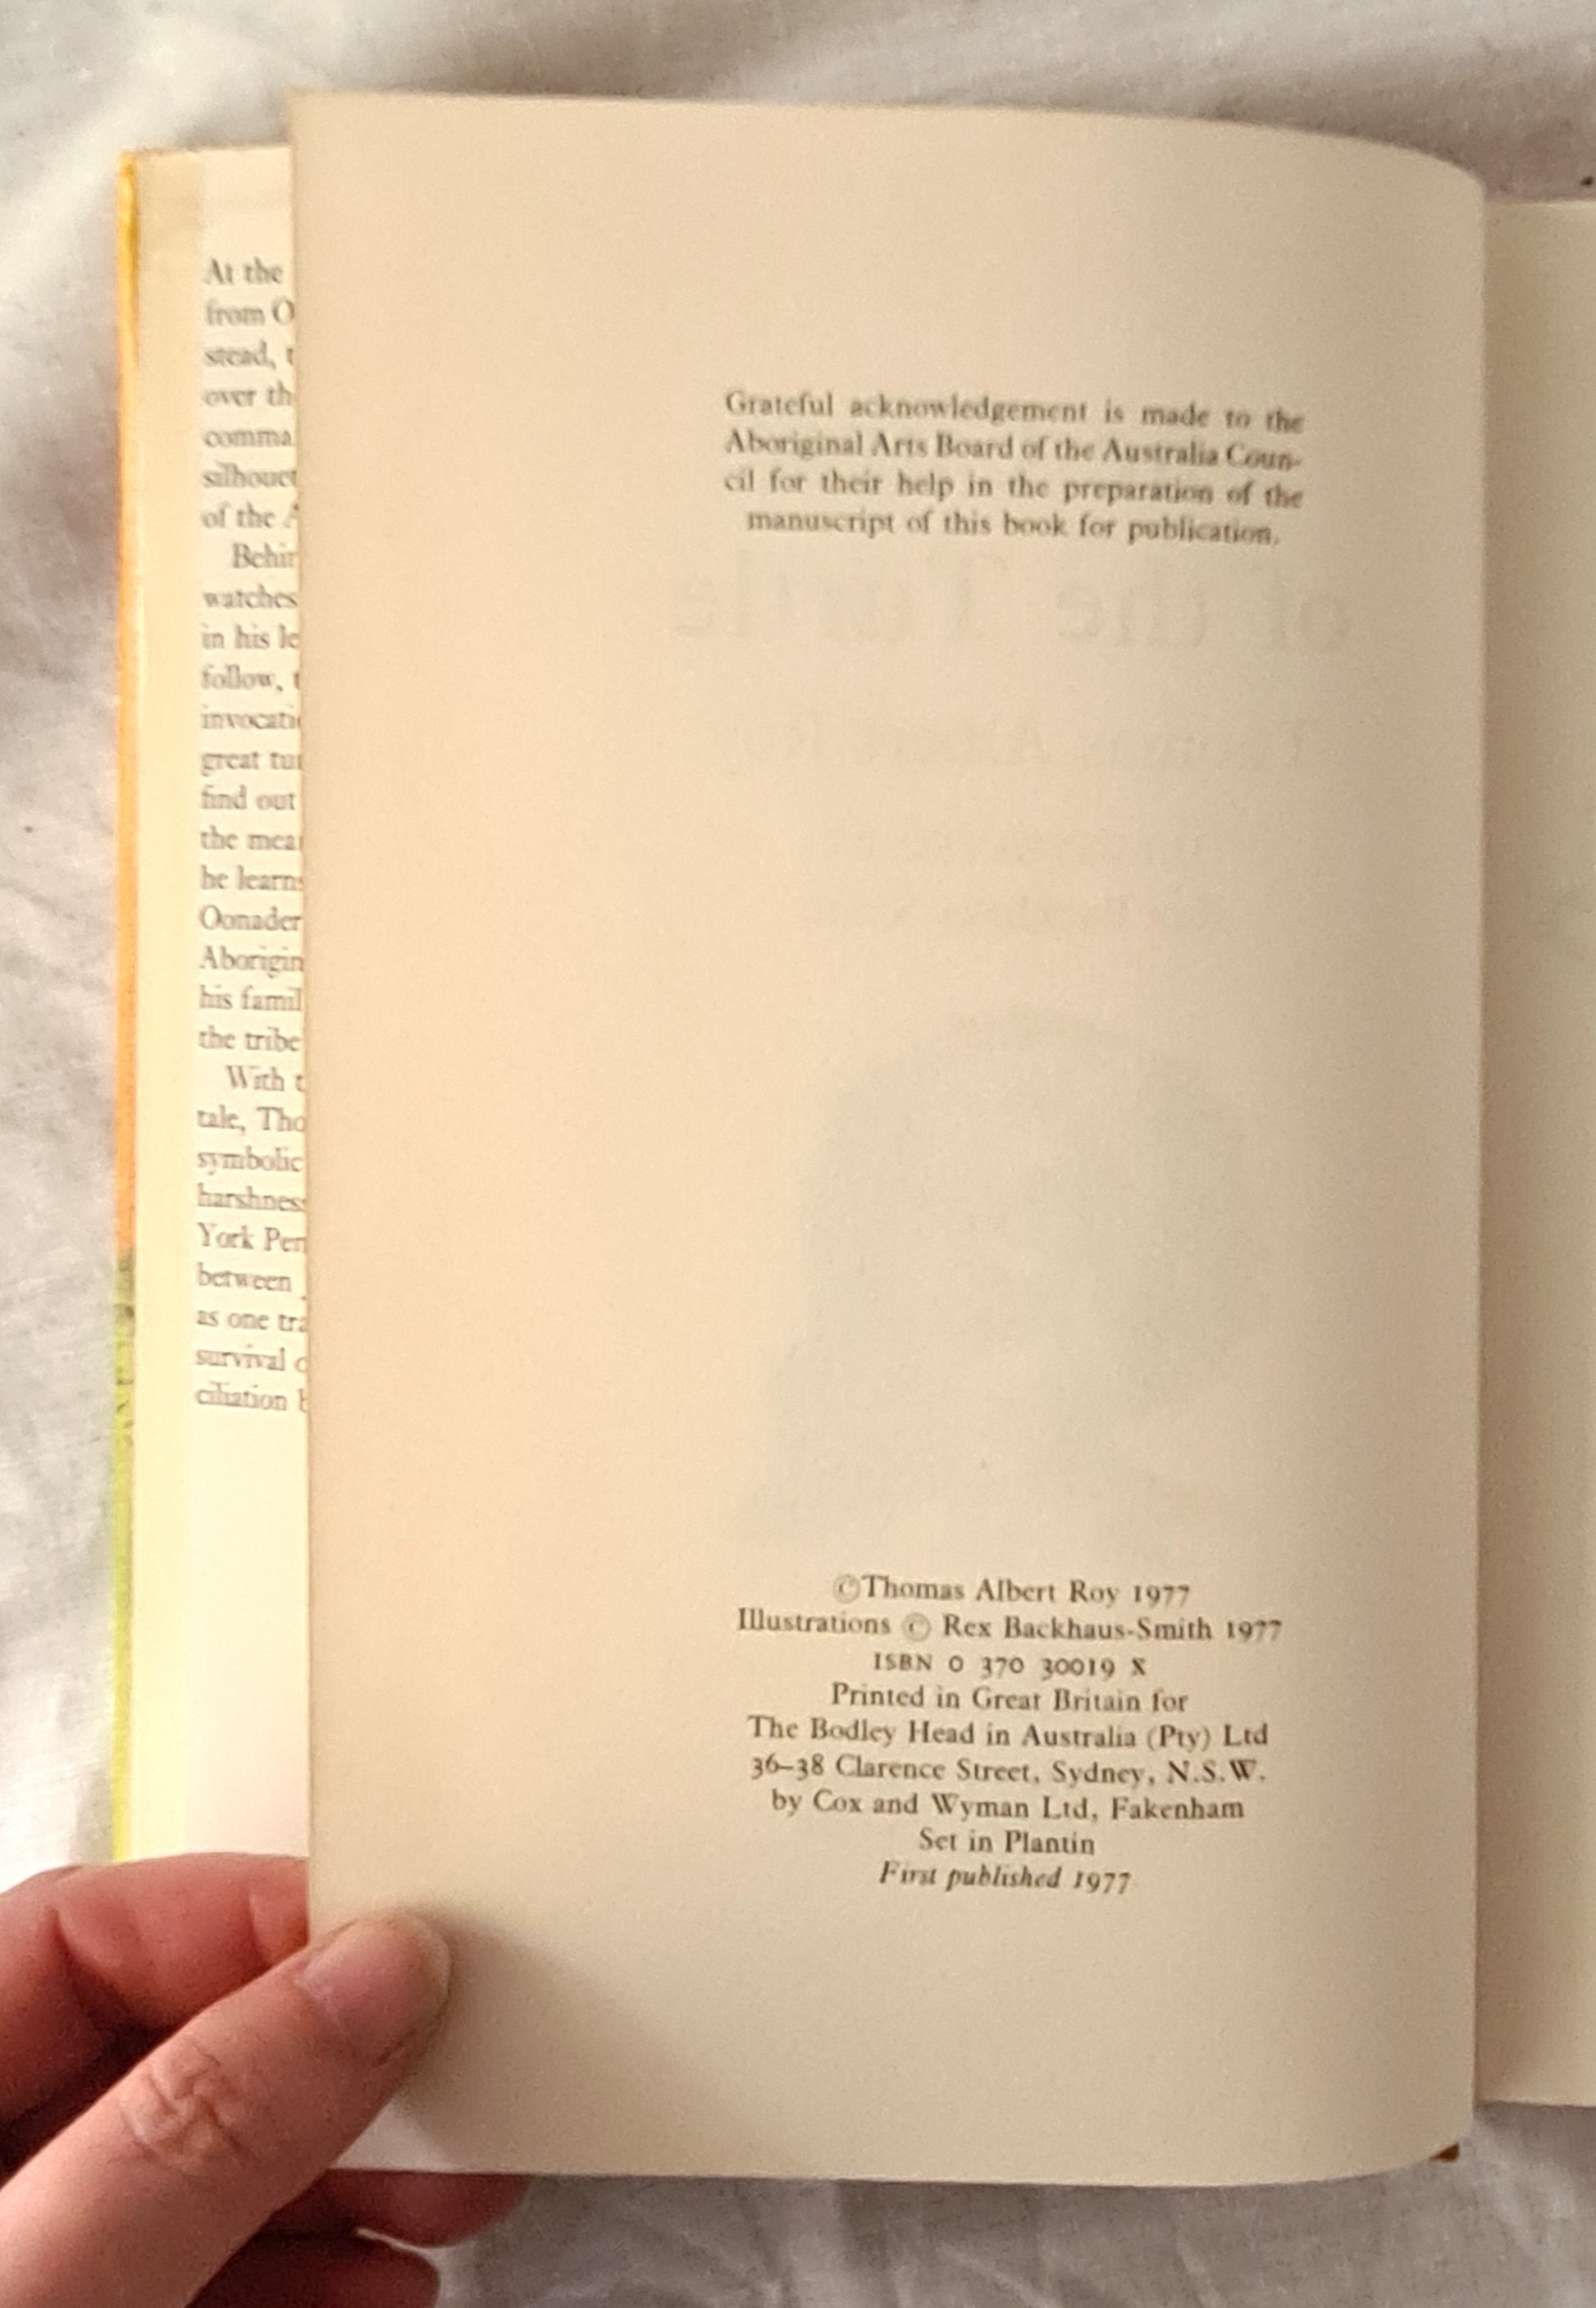 At the
from O
stead, t
over th
comma
silhouet
of the A
Behin
watches
in his le
follow, t
invocati
great tur
find out
the mea
he learns
Oonader
Aborigin
his famil
the tribe
With t
tale, Tho
symbolic
harshness
York Pen
between
as one tra
survival o
ciliation b
Grateful acknowledgement is made to the
Aboriginal Arts Board of the Australia Coun-
cil for their help in the preparation of the
manuscript of this book for publication.
of the
© Thomas Albert Roy 1977
Illustrations © Rex Backhaus-Smith 1977
ISBN 0 370 30019 X
Printed in Great Britain for
The Bodley Head in Australia (Pty) Ltd
36–38 Clarence Street, Sydney, N.S.W.
by Cox and Wyman Ltd, Fakenham
Set in Plantin
First published 1977